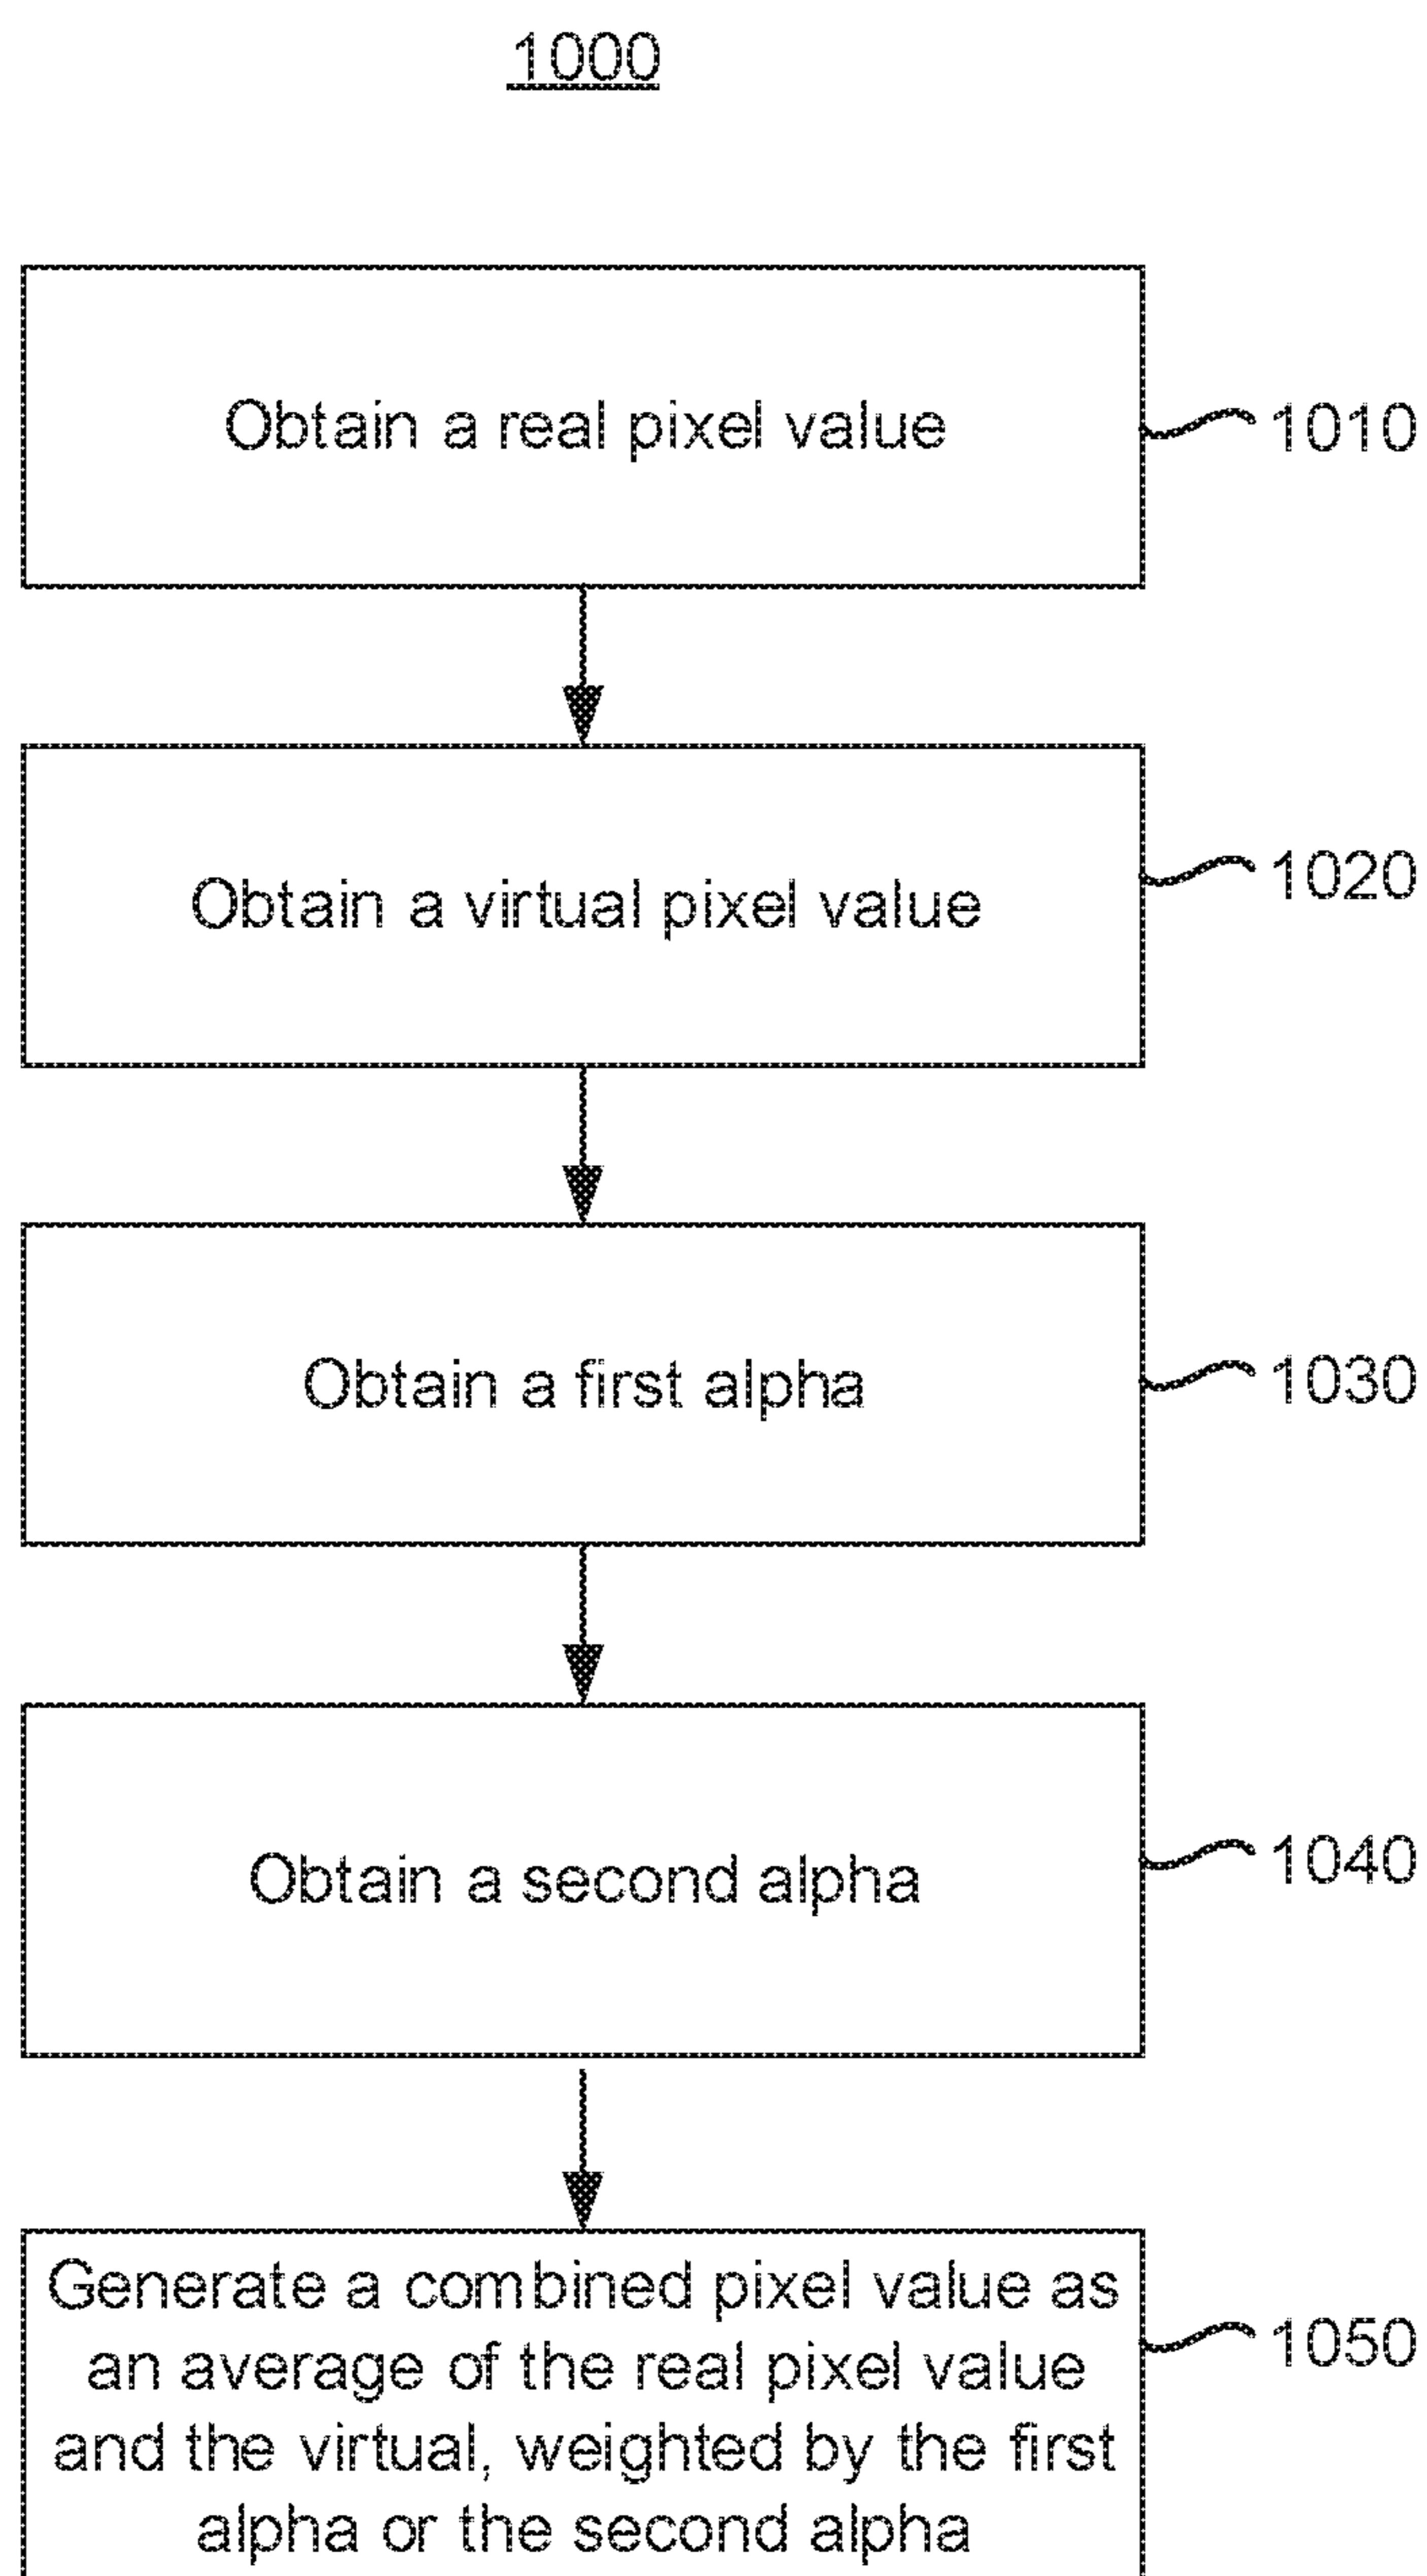 1000
Obtain a real pixel value
1010
Obtain a virtual pixel value
1020
Obtain a first alpha
1030
Obtain a second alpha
1040
Generate a combined pixel value as
an average of the real pixel value
and the virtual, weighted by the first
alpha or the second alpha
1050